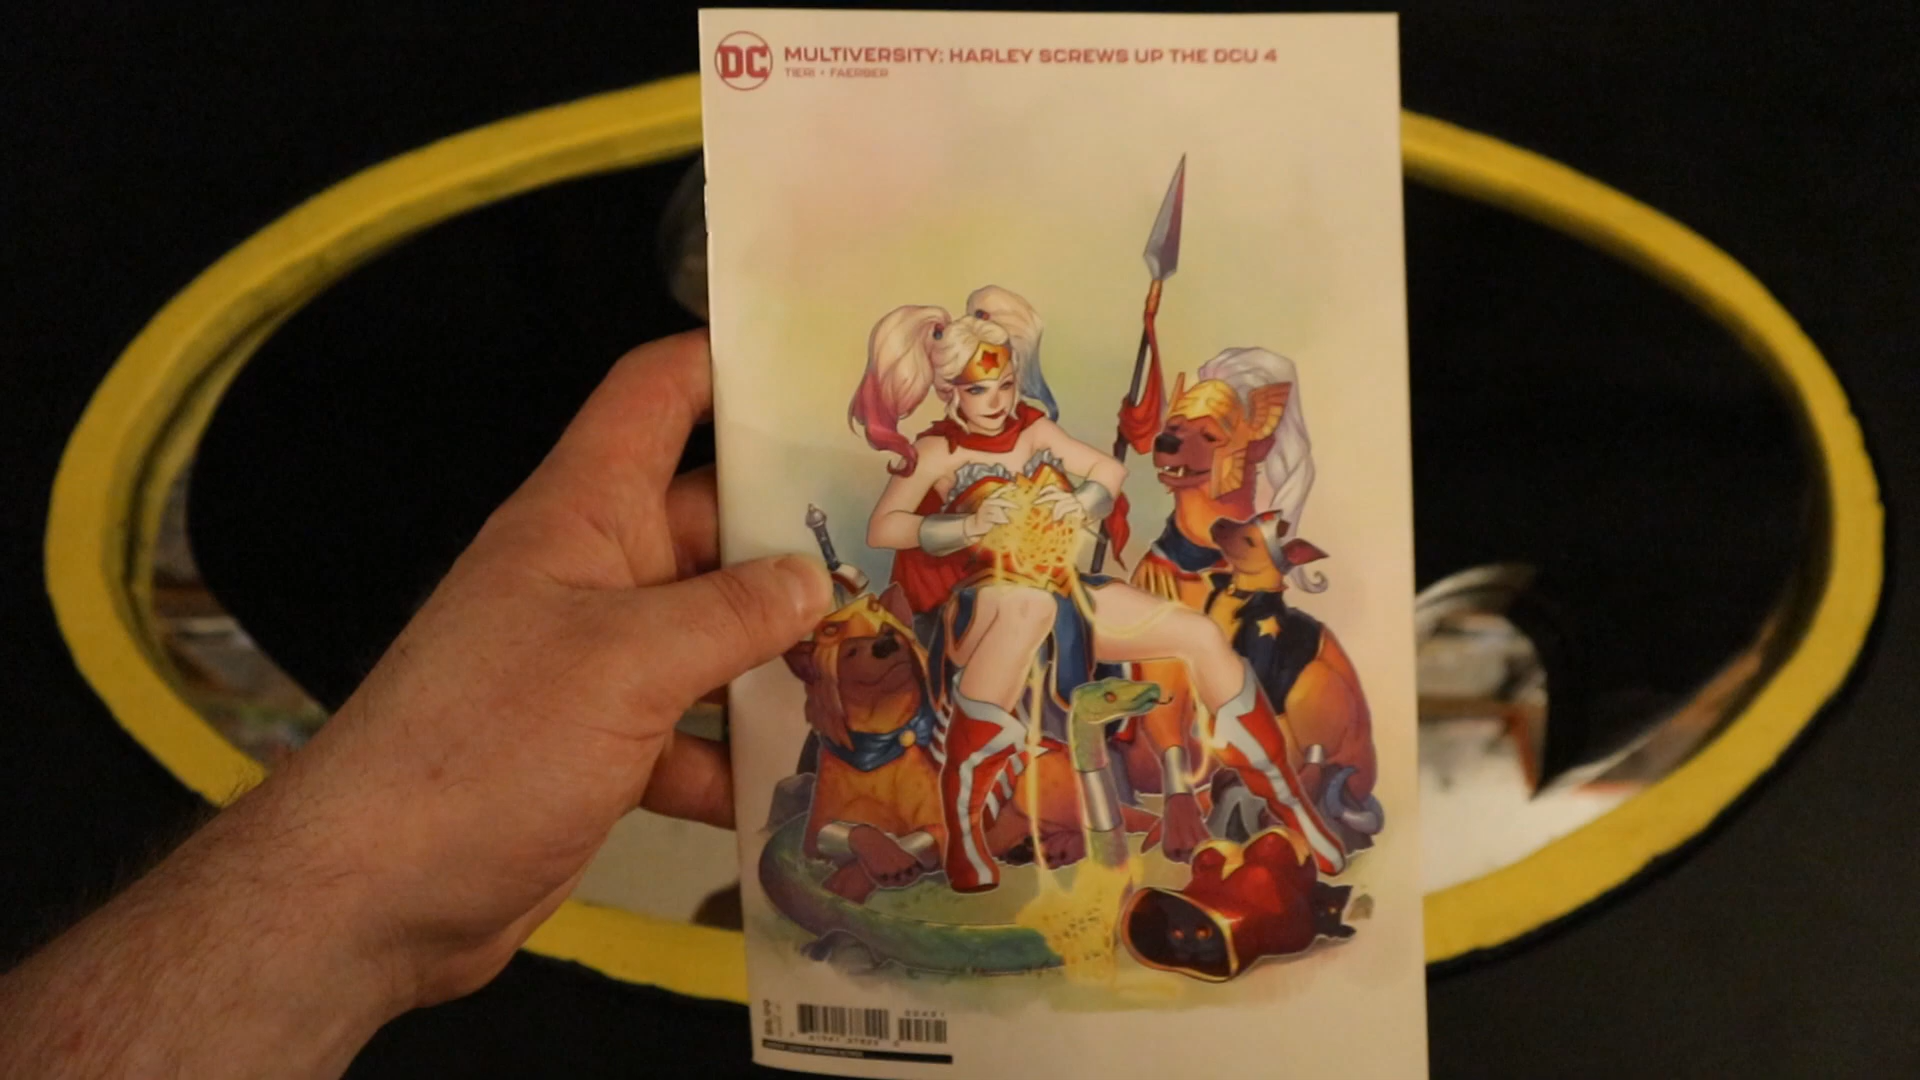 DC
MULTIVERSITY: HARLEY SCREWS UP THE DCU 4
TIERI • FAERBER